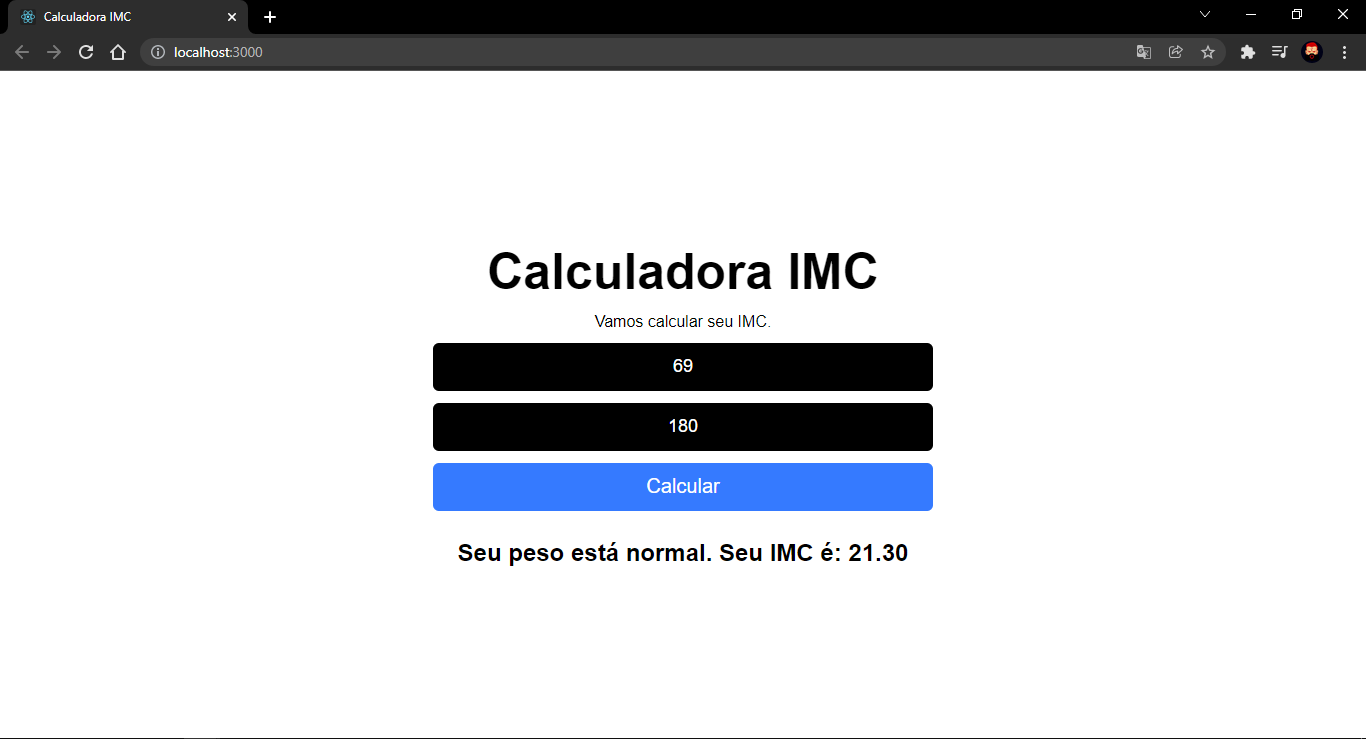 Calculadora IMC
localhost:3000
Calculadora IMC
Vamos calcular seu IMC.
69
180
Calcular
Seu peso está normal. Seu IMC é: 21.30